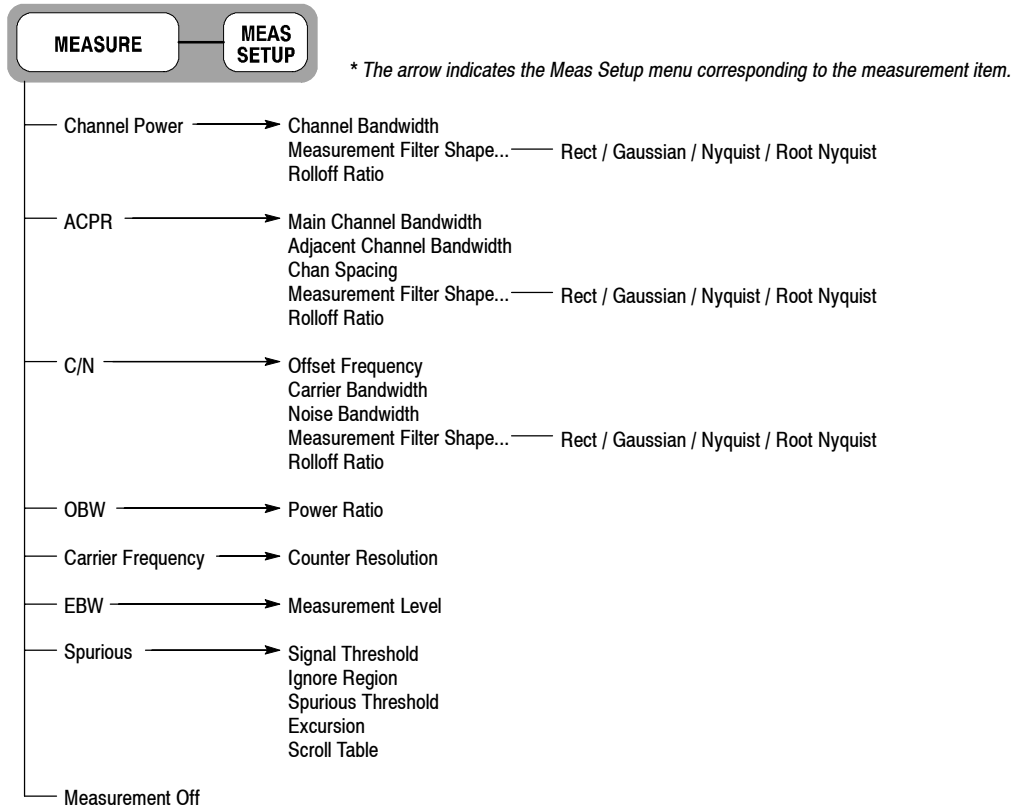 MEASURE
MEAS
SETUP
* The arrow indicates the Meas Setup menu corresponding to the measurement item.
Channel Power
Channel Bandwidth
Measurement Filter Shape...
Rect / Gaussian / Nyquist / Root Nyquist
Rolloff Ratio
ACPR
Main Channel Bandwidth
Adjacent Channel Bandwidth
Chan Spacing
Measurement Filter Shape...
Rect / Gaussian / Nyquist / Root Nyquist
Rolloff Ratio
C/N
Offset Frequency
Carrier Bandwidth
Noise Bandwidth
Measurement Filter Shape...
Rect / Gaussian / Nyquist / Root Nyquist
Rolloff Ratio
OBW
Power Ratio
Carrier Frequency
Counter Resolution
EBW
Measurement Level
Spurious
Signal Threshold
Ignore Region
Spurious Threshold
Excursion
Scroll Table
Measurement Off